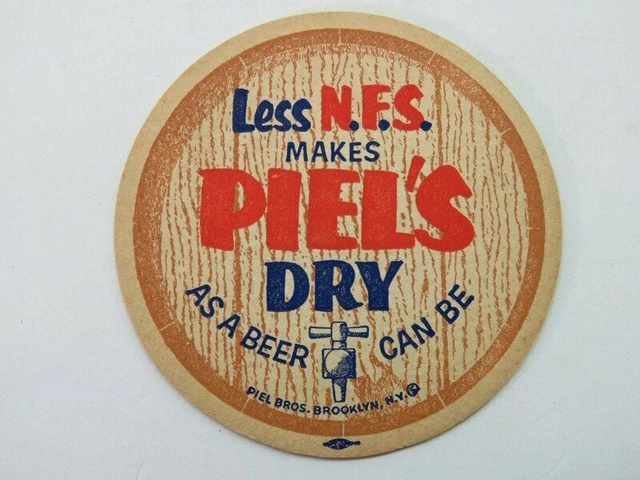 Less N.F.S.
MAKES
PIEL'S
DRY
AS A BEER CAN BE
PIEL BROS. BROOKLYN, N.Y. ©